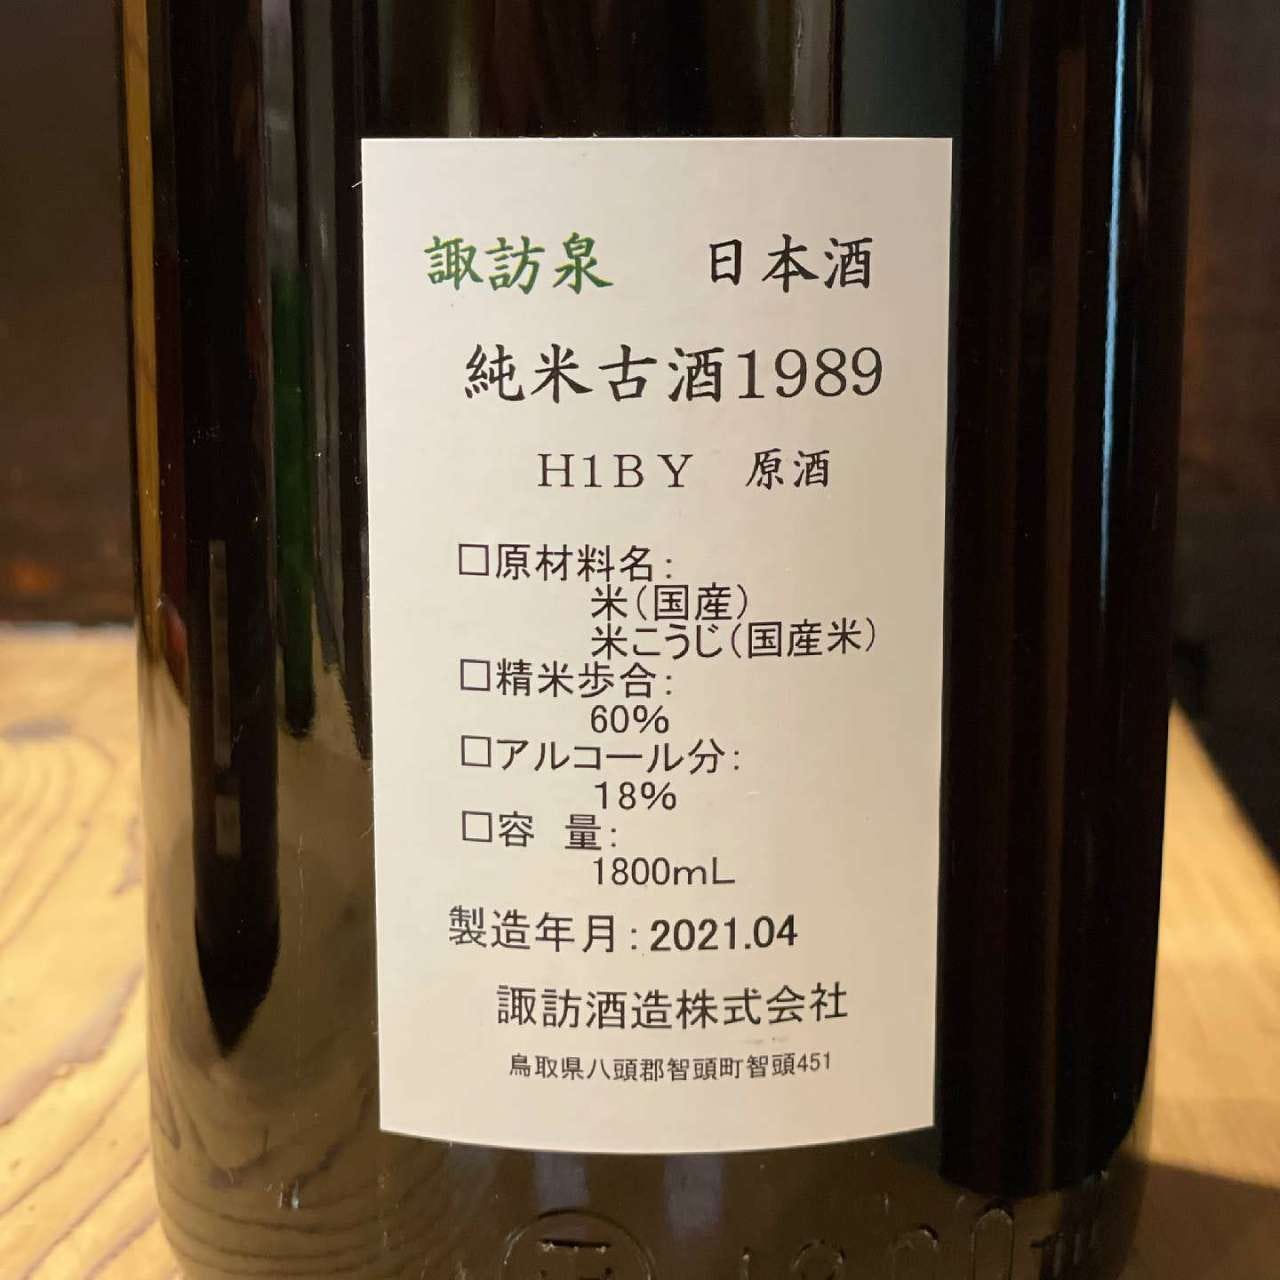 諏訪泉 日本酒
純米古酒1989
H1BY 原酒
□原材料名:
米(国産)
米こうじ(国産米)
□精米歩合:
60%
□アルコール分:
18%
□容 量:
1800mL
製造年月:2021.04
諏訪酒造株式会社
鳥取県八頭郡智頭町智頭451